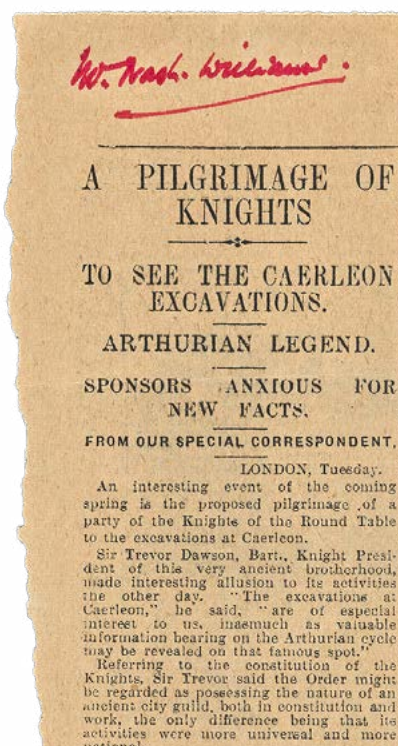 Mr. Nash. Williams.
A PILGRIMAGE OF
KNIGHTS
TO SEE THE CAERLEON
EXCAVATIONS.
ARTHURIAN LEGEND.
SPONSORS ANXIOUS FOR
NEW FACTS.
FROM OUR SPECIAL CORRESPONDENT,
LONDON, Tuesday.
An interesting event of the coming
spring is the proposed pilgrimage of a
party of the Knights of the Round Table
to the excavations at Caerleon.
Sir Trevor Dawson, Bart., Knight Presi-
dent of this very ancient brotherhood,
made interesting allusion to its activities
the other day. "The excavations at
Caerleon," he said, "are of especial
interest to us, inasmuch as valuable
information bearing on the Arthurian cycle
may be revealed on that famous spot."
Referring to the constitution of the
Knights, Sir Trevor said the Order might
be regarded as possessing the nature of an
ancient city guild, both in constitution and
work, the only difference being that its
activities were more universal and more